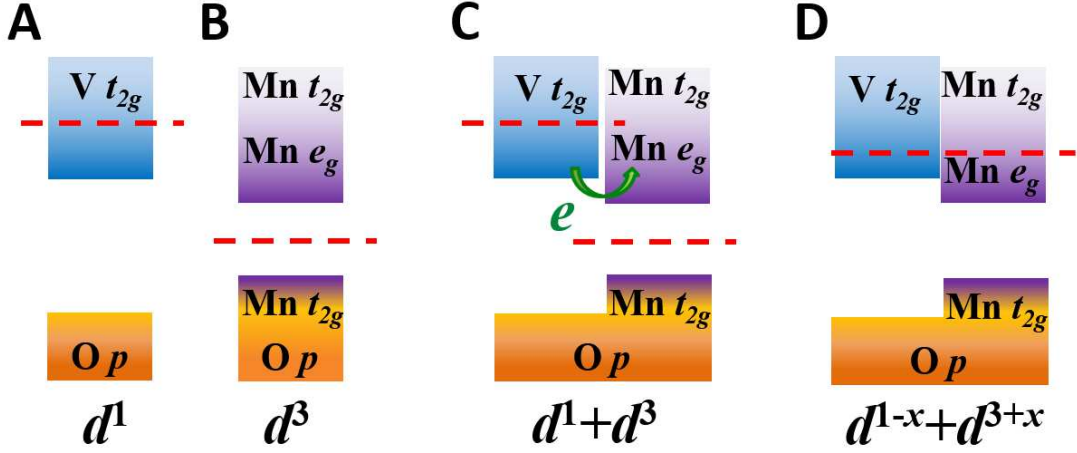 A
V t2g
O p
d1
B
Mn t2g
Mn eg
Mn t2g
O p
d3
C
V t2g
Mn t2g
Mn eg
e
Mn t2g
O p
d1+d3
D
V t2g
Mn t2g
Mn eg
Mn t2g
O p
d1-x+d3+x